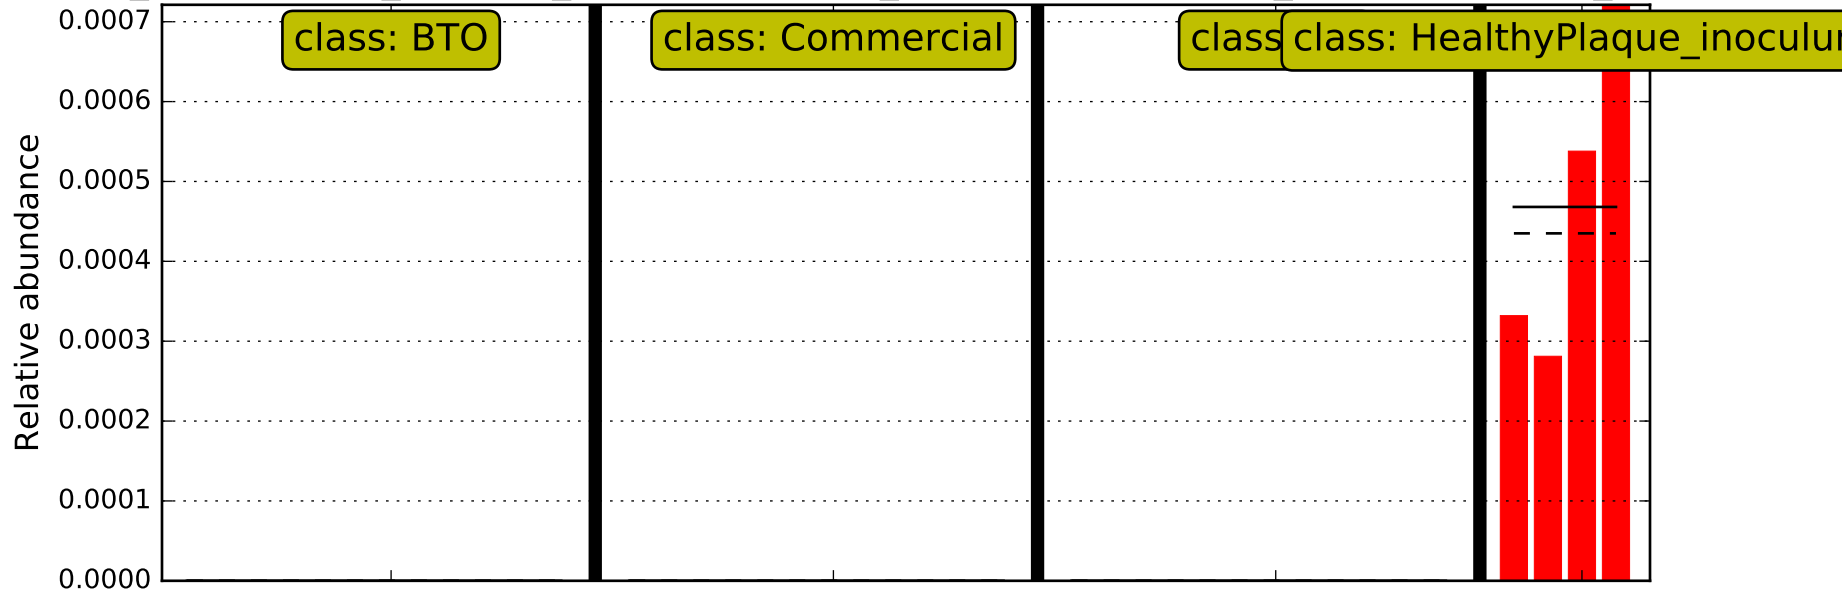 0.0007
class: BTO
class: Commercial
class
class: HealthyPlaque_inoculu
0.0006
0.0005
0.0004
0.0003
0.0002
0.0001
0.0000
Relative abundance